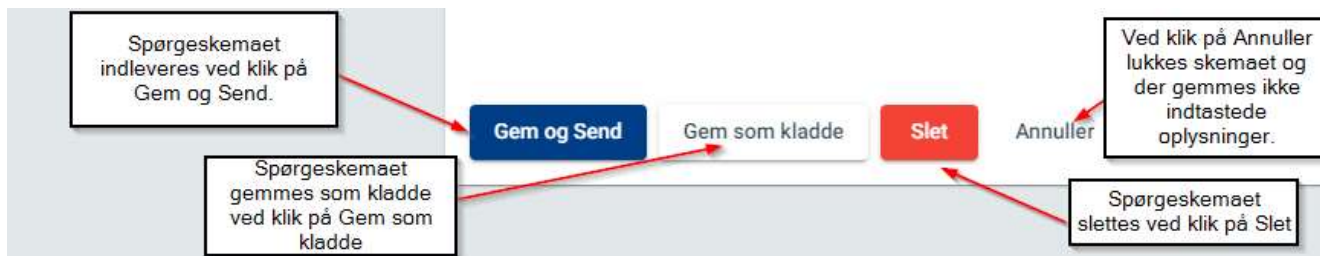 Spørgeskemaet
indleveres ved klik på
Gem og Send.
Ved klik på Annuller
lukkes skemaet og
der gemmes ikke
indtastede
oplysninger.
Gem og Send
Gem som kladde
Slet
Annuller
Spørgeskemaet
gemmes som kladde
ved klik på Gem som
kladde
Spørgeskemaet
slettes ved klik på Slet